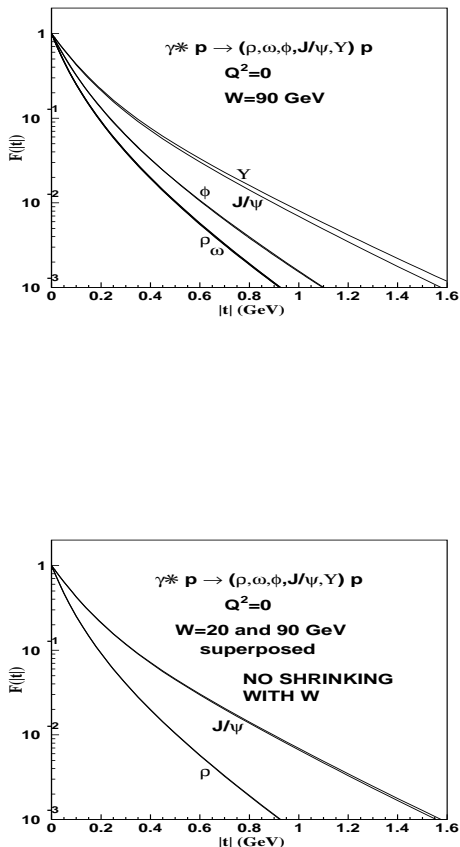 γ* p → (ρ,ω,φ,J/ψ,Υ) p
Q²=0
W=90 GeV
F(|t|)
1
10⁻¹
10⁻²
10⁻³
Υ
φ
J/ψ
ρ
ω
0 0.2 0.4 0.6 0.8 1 1.2 1.4 1.6
|t| (GeV)
γ* p → (ρ,ω,φ,J/ψ,Υ) p
Q²=0
W=20 and 90 GeV
superposed
NO SHRINKING
WITH W
F(|t|)
1
10⁻¹
10⁻²
10⁻³
J/ψ
ρ
0 0.2 0.4 0.6 0.8 1 1.2 1.4 1.6
|t| (GeV)